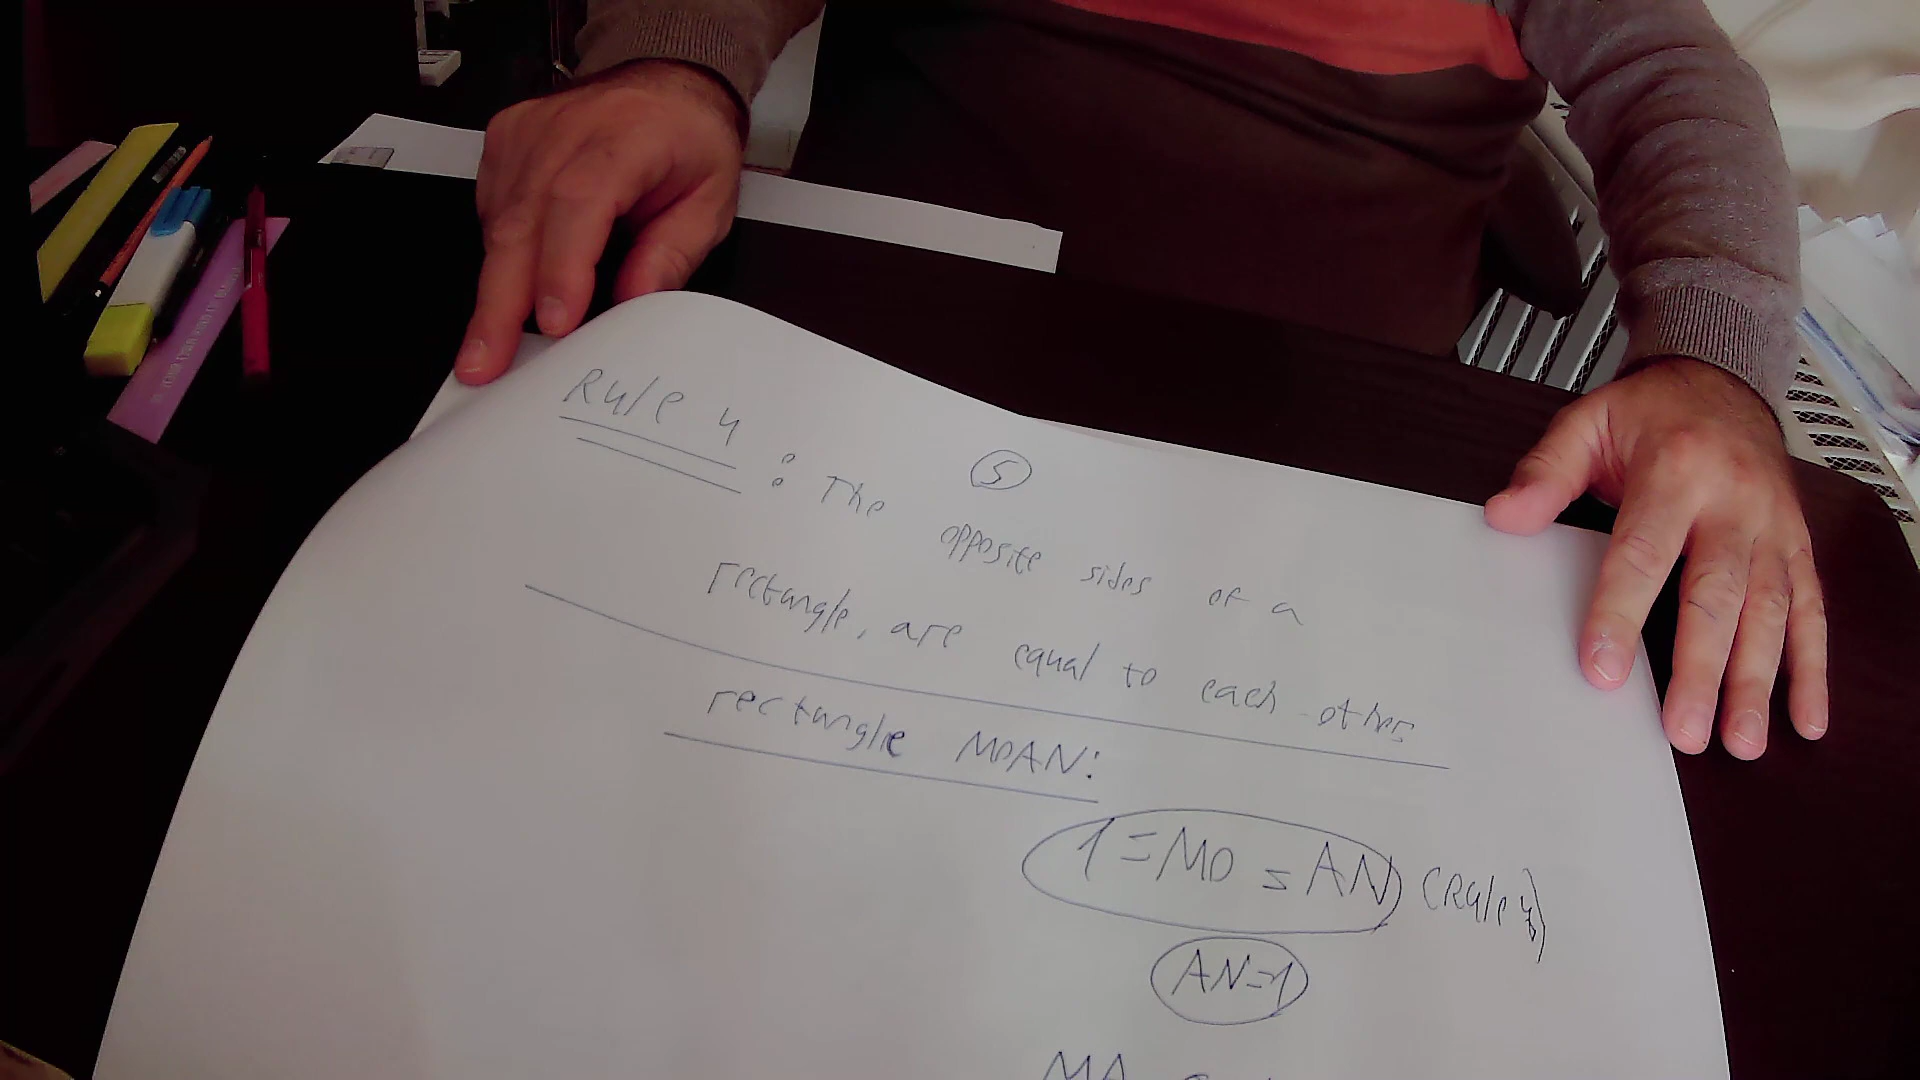 Rule 4
5
: The opposite sides of a
rectangle, are equal to each others
rectangle MOAN:
1 = MO = AN (Rule 4)
AN=1